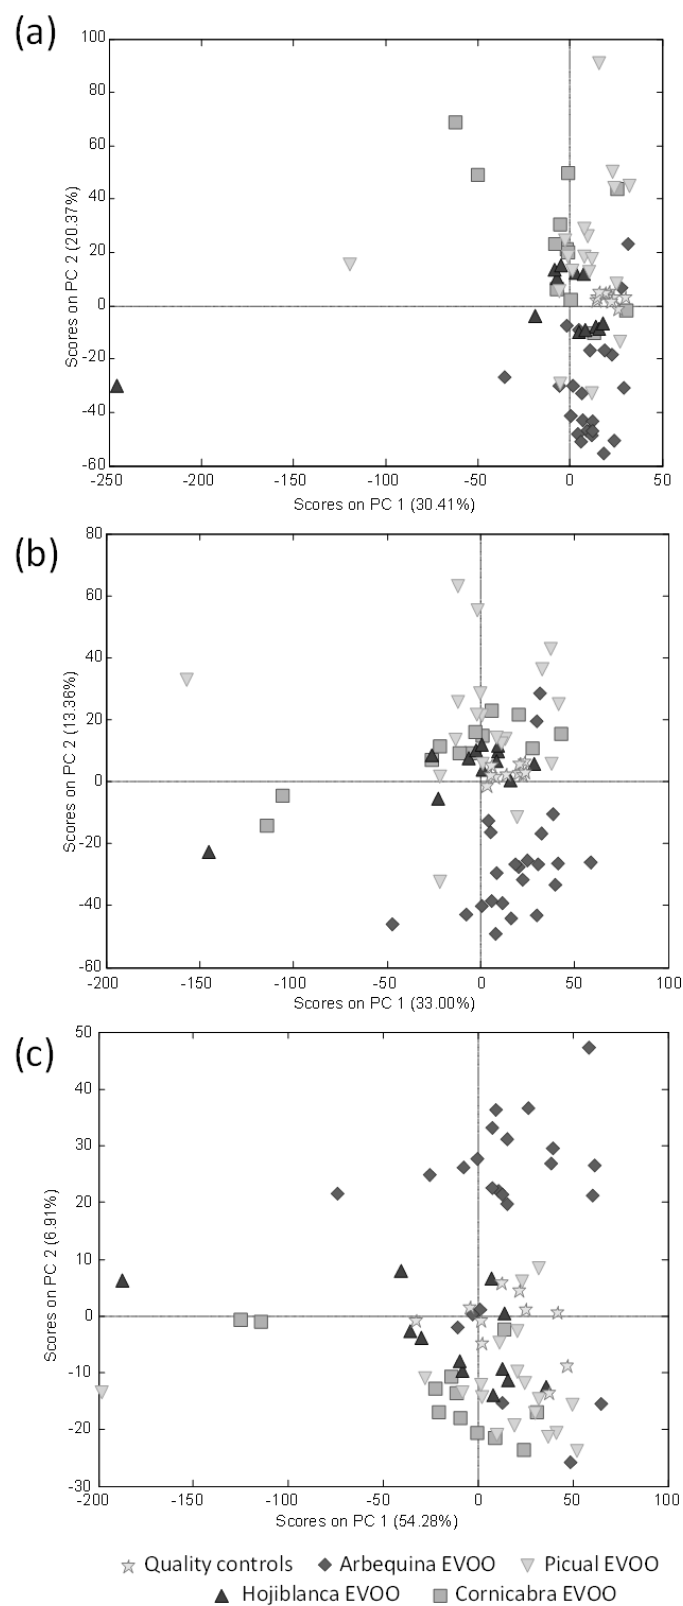 (a)
100
80
60
40
20
0
-20
-40
-60
Scores on PC 2 (20.37%)
-250 -200 -150 -100 -50 0 50
Scores on PC 1 (30.41%)
(b)
80
60
40
20
0
-20
-40
-60
Scores on PC 2 (13.36%)
-200 -150 -100 -50 0 50 100
Scores on PC 1 (33.00%)
(c)
50
40
30
20
10
0
-10
-20
-30
Scores on PC 2 (6.91%)
-200 -150 -100 -50 0 50 100
Scores on PC 1 (54.28%)
Quality controls Arbequina EVOO Picual EVOO
Hojiblanca EVOO Cornicabra EVOO